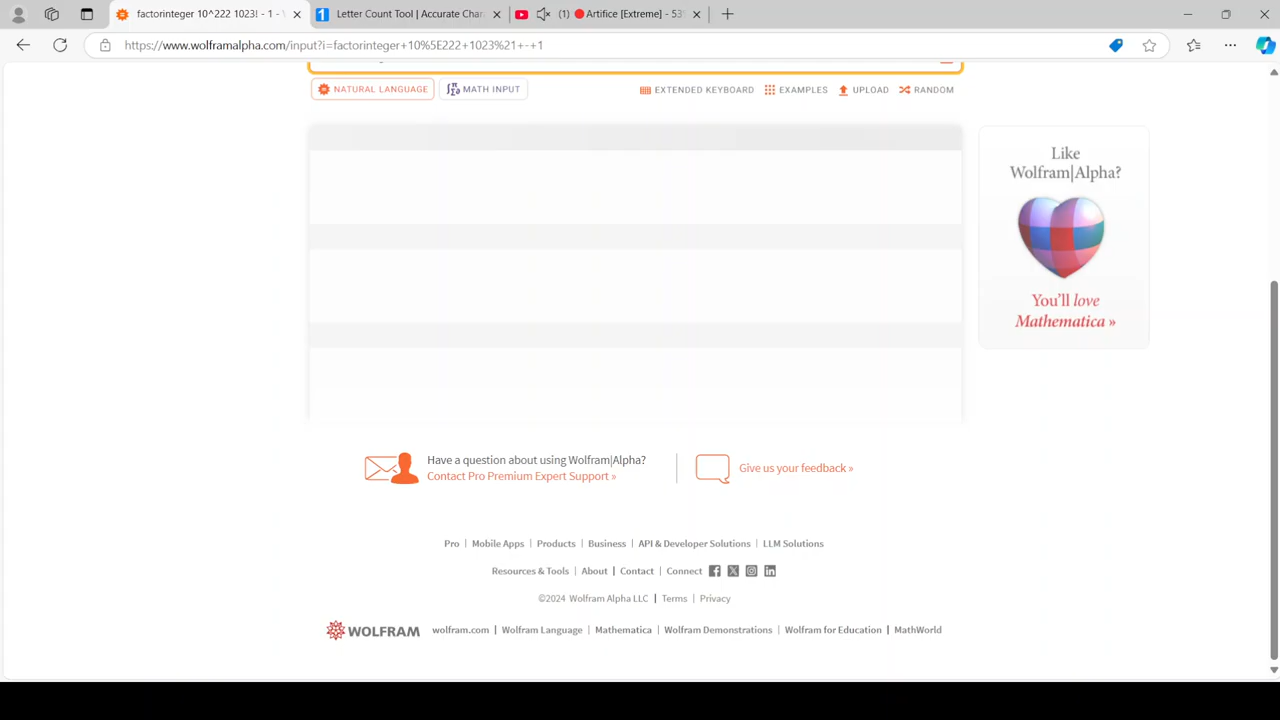 factorinteger 10^222 1023! - 1 - 
Letter Count Tool | Accurate Char
(1) 🔴 Artifice [Extreme] - 53
https://www.wolframalpha.com/input?i=factorinteger+10%5E222+1023%21+-+1
NATURAL LANGUAGE
MATH INPUT
EXTENDED KEYBOARD
EXAMPLES
UPLOAD
RANDOM
Like
Wolfram|Alpha?
You'll love
Mathematica »
Have a question about using Wolfram|Alpha?
Contact Pro Premium Expert Support »
Give us your feedback »
Pro | Mobile Apps | Products | Business | API & Developer Solutions | LLM Solutions
Resources & Tools | About | Contact | Connect
©2024 Wolfram Alpha LLC | Terms | Privacy
WOLFRAM
wolfram.com | Wolfram Language | Mathematica | Wolfram Demonstrations | Wolfram for Education | MathWorld